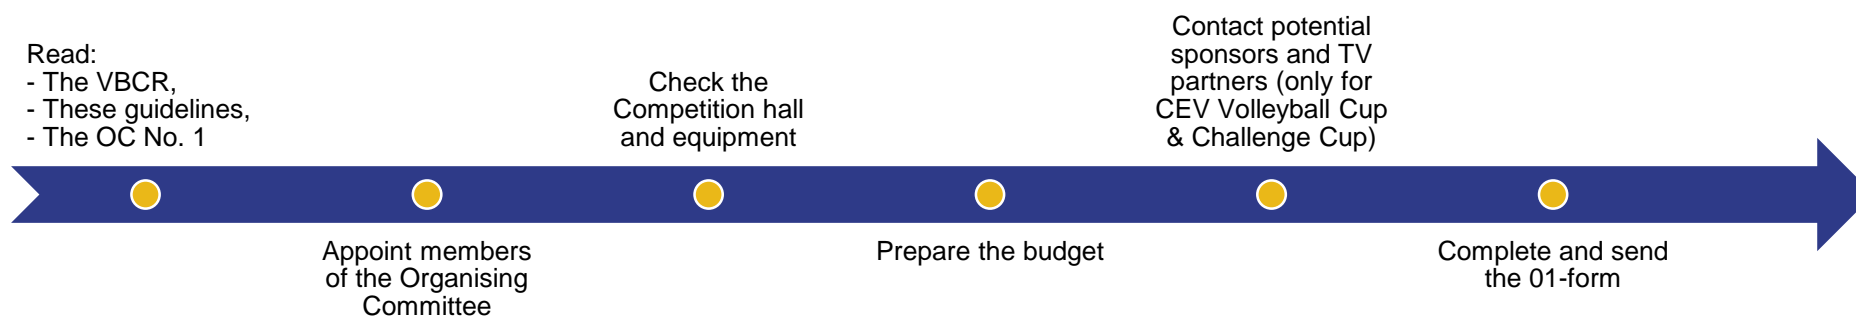 Read:
- The VBCR,
- These guidelines,
- The OC No. 1
Appoint members
of the Organising
Committee
Check the
Competition hall
and equipment
Prepare the budget
Contact potential
sponsors and TV
partners (only for
CEV Volleyball Cup
& Challenge Cup)
Complete and send
the 01-form